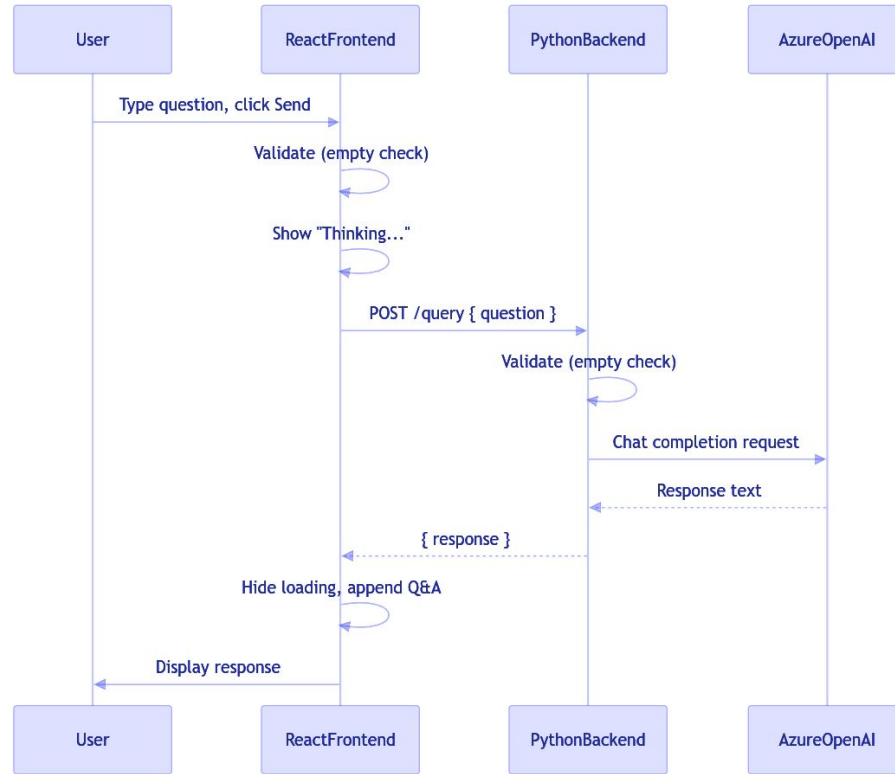 User
ReactFrontend
PythonBackend
AzureOpenAI
Type question, click Send
Validate (empty check)
Show "Thinking..."
POST /query { question }
Validate (empty check)
Chat completion request
Response text
{ response }
Hide loading, append Q&A
Display response
User
ReactFrontend
PythonBackend
AzureOpenAI